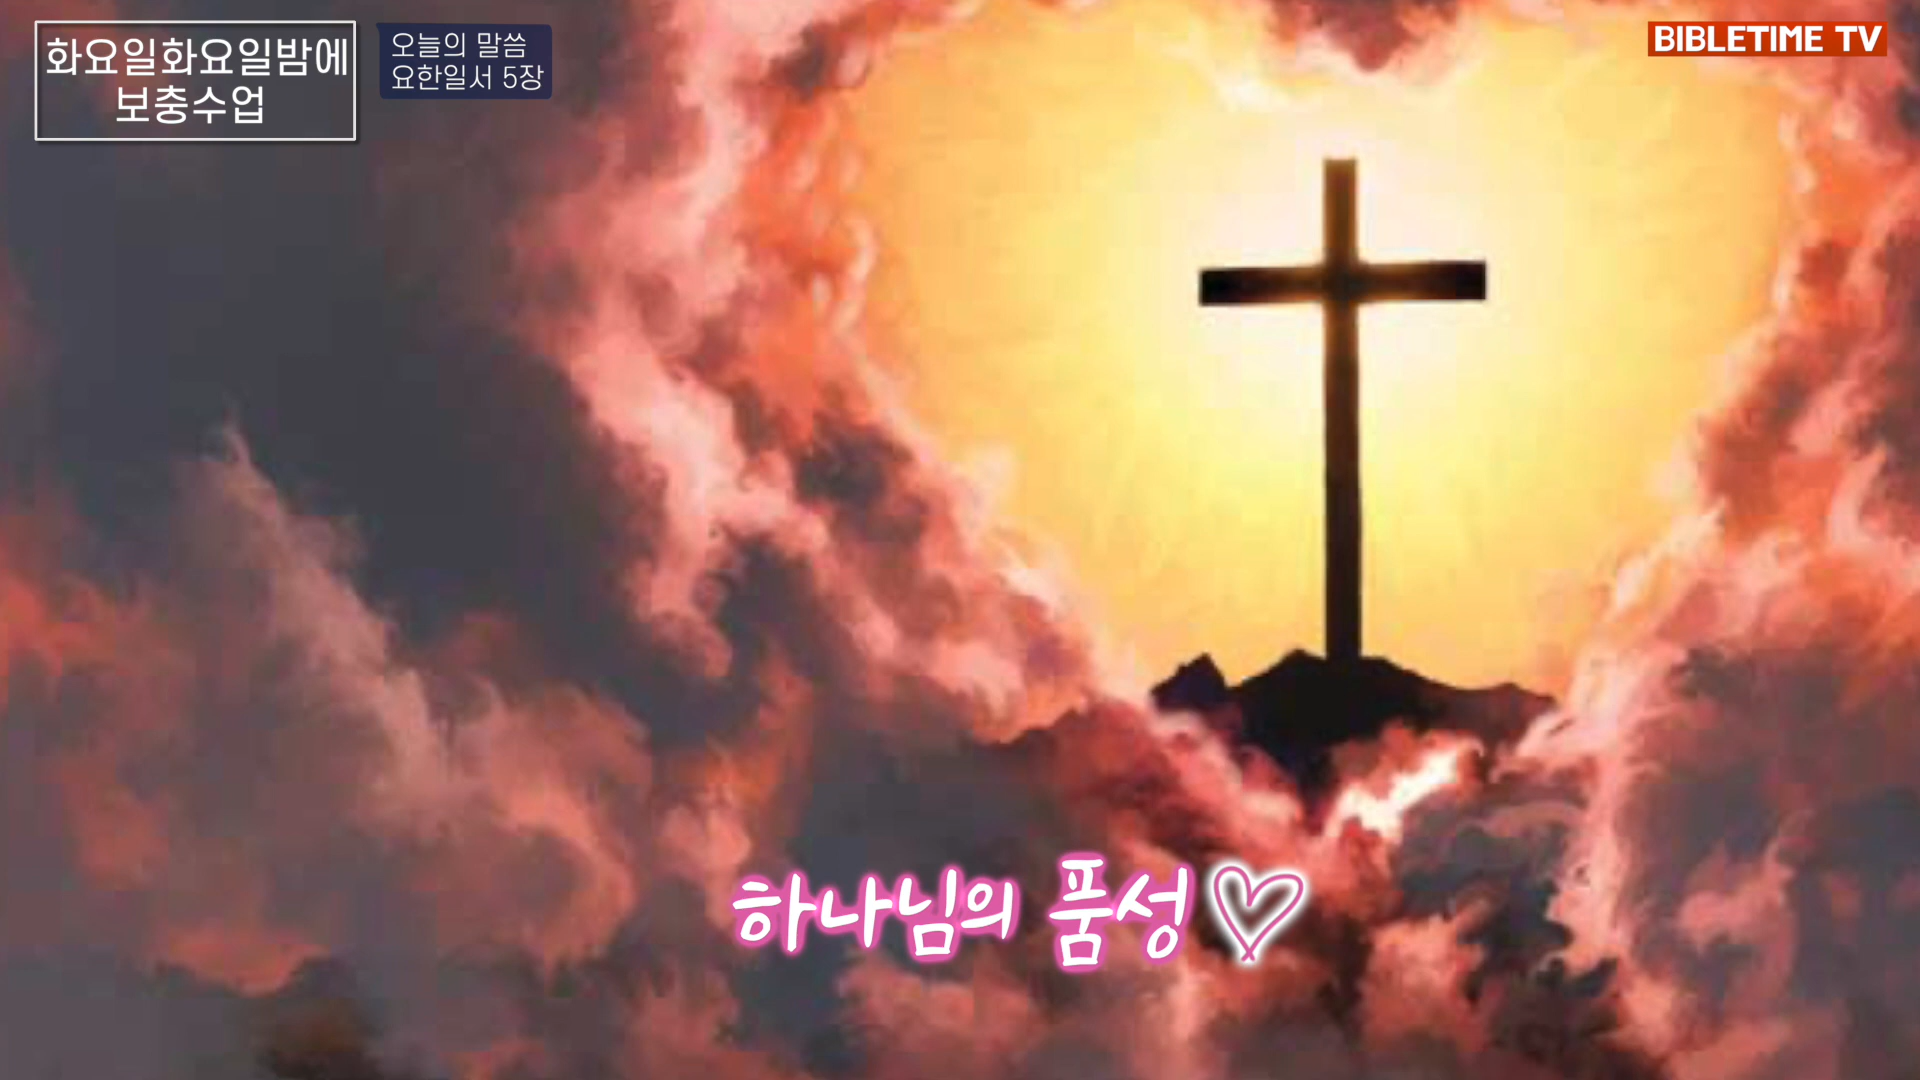 화요일화요일밤에
보충수업
오늘의 말씀
요한일서 5장
BIBLETIME TV
하나님의 품성♡